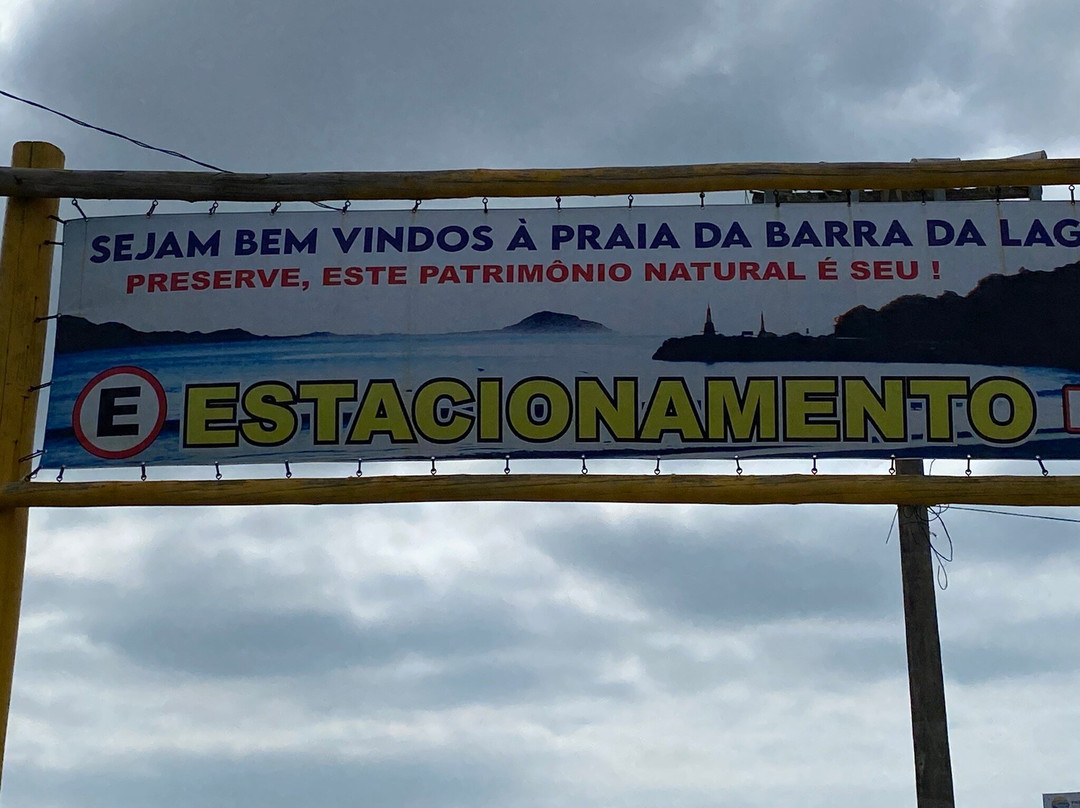 SEJAM BEM VINDOS À PRAIA DA BARRA DA LAG
PRESERVE, ESTE PATRIMÔNIO NATURAL É SEU !
E ESTACIONAMENTO